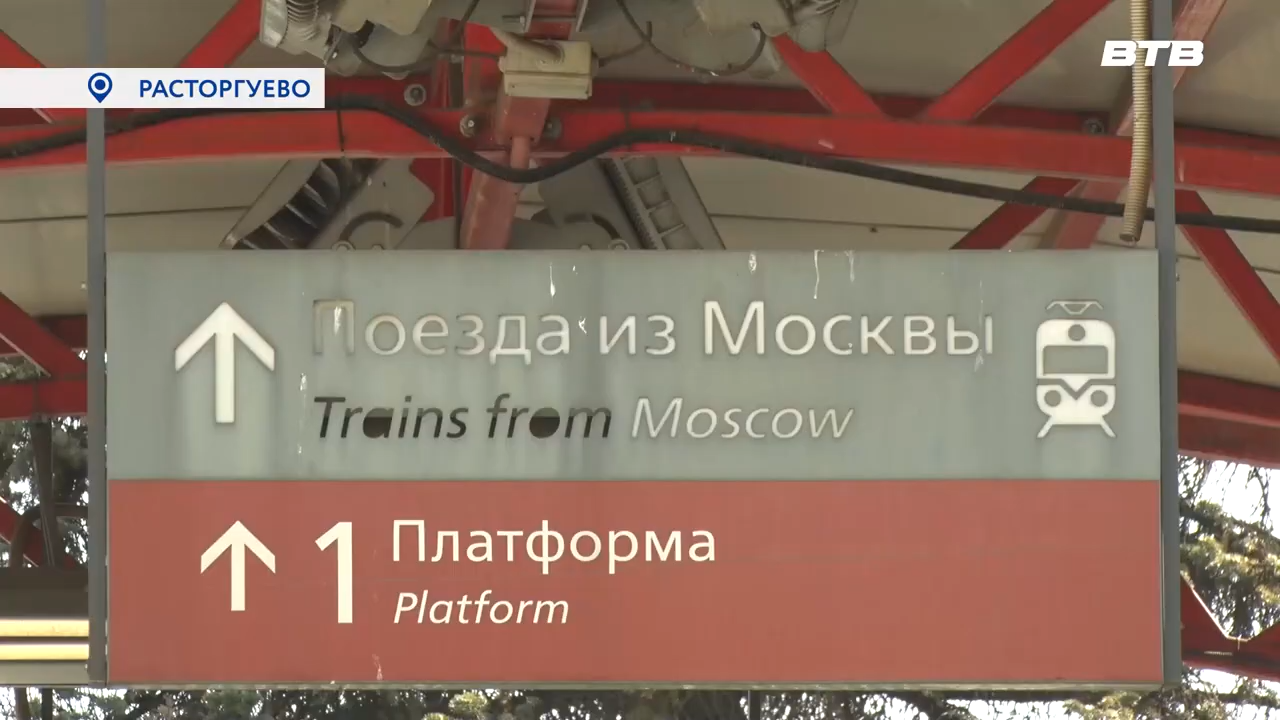 ВТВ
РАСТОРГУЕВО
Поезда из Москвы
Trains from Moscow
1 Платформа
Platform